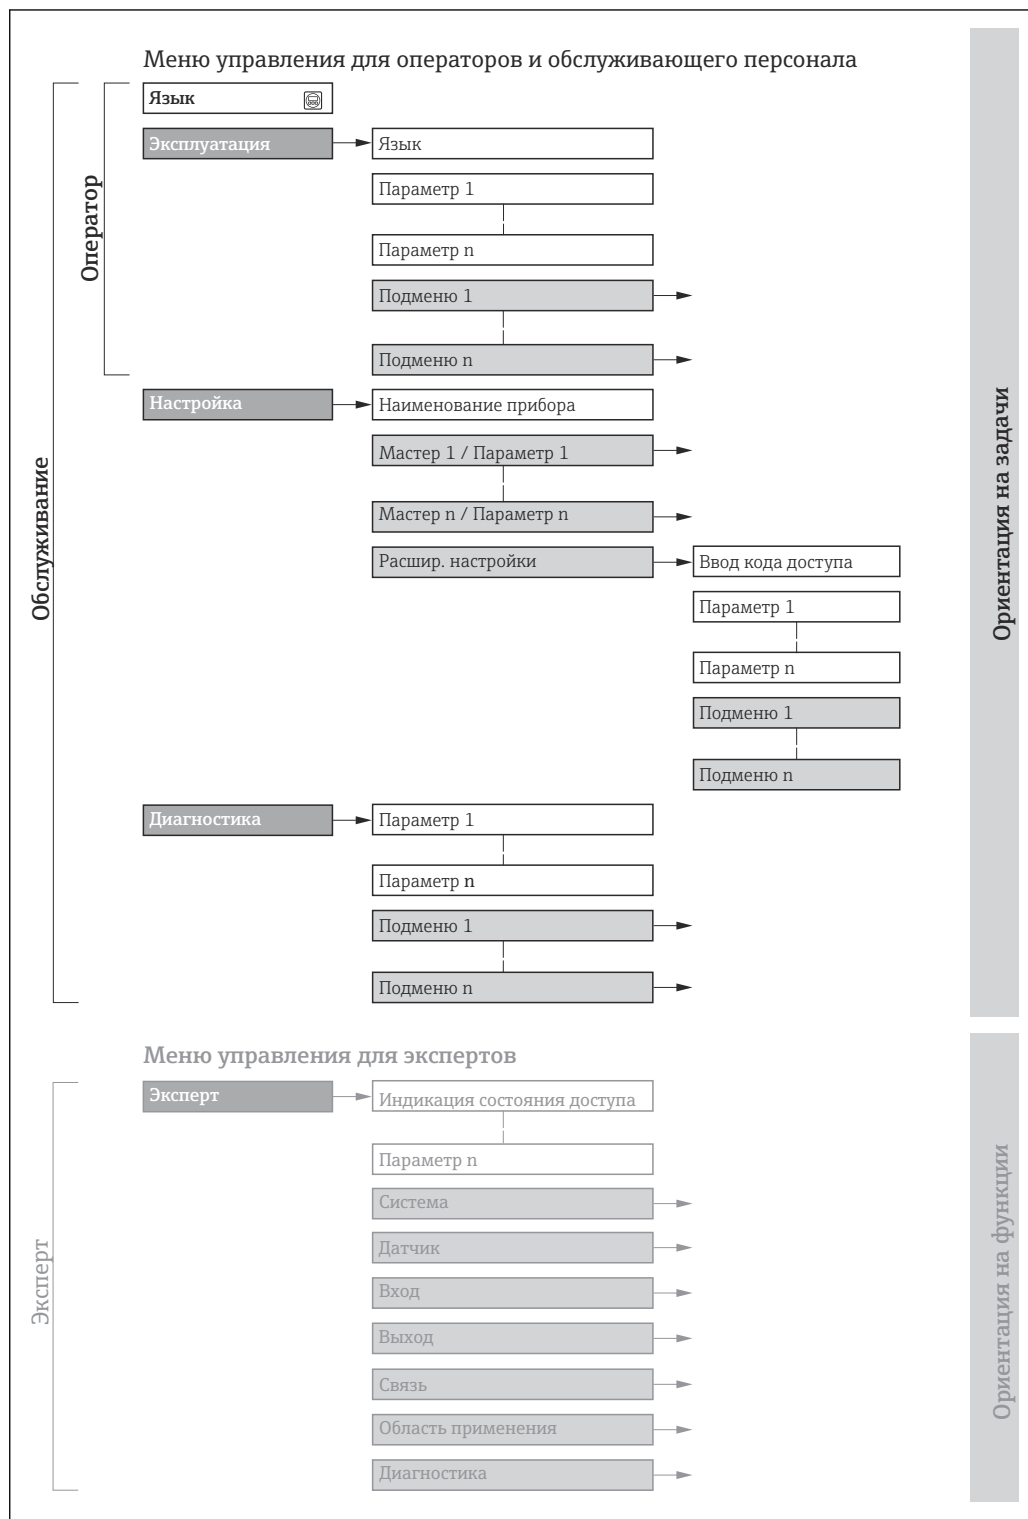 Меню управления для операторов и обслуживающего персонала
Язык
Эксплуатация
Язык
Параметр 1
Параметр n
Подменю 1
Подменю n
Оператор
Настройка
Наименование прибора
Мастер 1 / Параметр 1
Мастер n / Параметр n
Расшир. настройки
Ввод кода доступа
Параметр 1
Параметр n
Подменю 1
Подменю n
Обслуживание
Ориентация на задачи
Диагностика
Параметр 1
Параметр n
Подменю 1
Подменю n
Меню управления для экспертов
Эксперт
Индикация состояния доступа
Параметр n
Система
Датчик
Вход
Выход
Связь
Область применения
Диагностика
Эксперт
Ориентация на функции